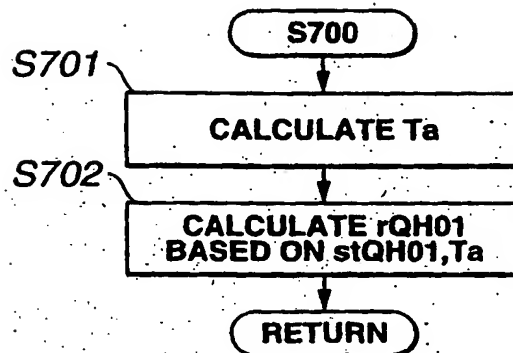 S700
S701
CALCULATE Ta
S702
CALCULATE rQH01
BASED ON stQH01,Ta
RETURN